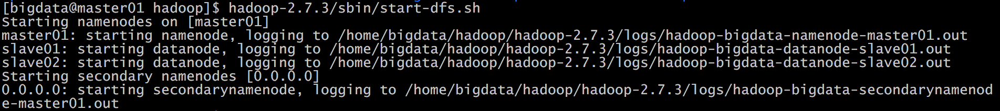 [bigdata@master01 hadoop]$ hadoop-2.7.3/sbin/start-dfs.sh
Starting namenodes on [master01]
master01: starting namenode, logging to /home/bigdata/hadoop/hadoop-2.7.3/logs/hadoop-bigdata-namenode-master01.out
slave01: starting datanode, logging to /home/bigdata/hadoop/hadoop-2.7.3/logs/hadoop-bigdata-datanode-slave01.out
slave02: starting datanode, logging to /home/bigdata/hadoop/hadoop-2.7.3/logs/hadoop-bigdata-datanode-slave02.out
Starting secondary namenodes [0.0.0.0]
0.0.0.0: starting secondarynamenode, logging to /home/bigdata/hadoop/hadoop-2.7.3/logs/hadoop-bigdata-secondarynamenod
e-master01.out